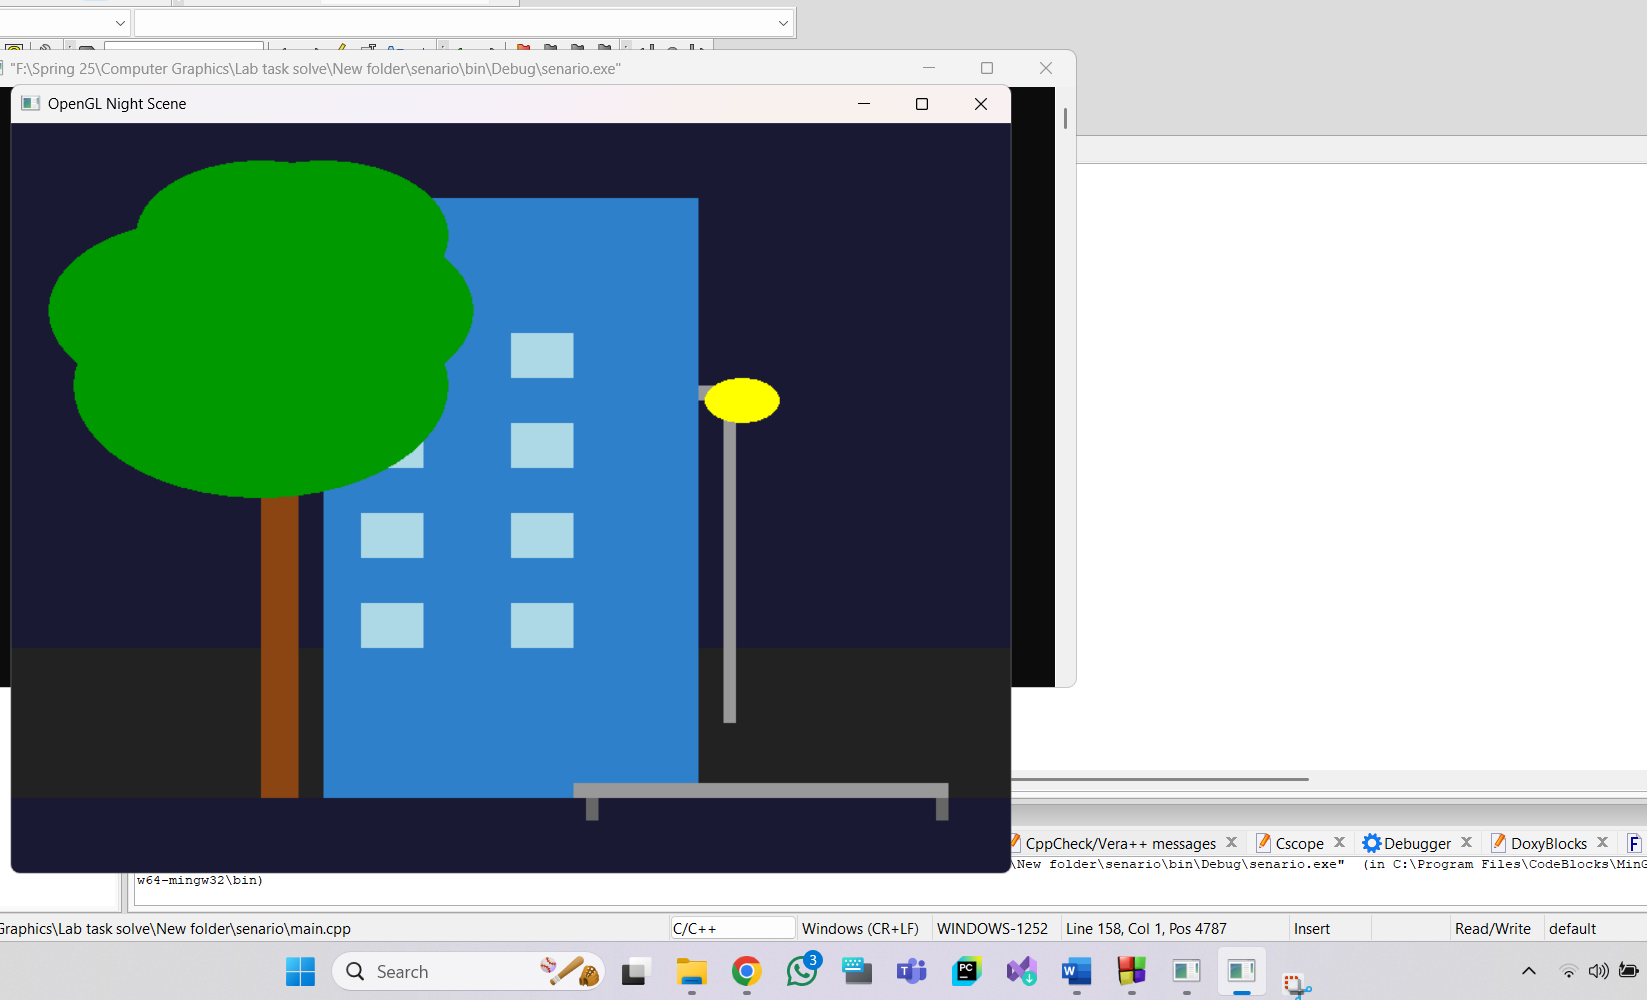 "F:\Spring 25\Computer Graphics\Lab task solve\New folder\senario\bin\Debug\senario.exe"
OpenGL Night Scene
CppCheck/Vera++ messages
Cscope
Debugger
DoxyBlocks
F
\New folder\senario\bin\Debug\senario.exe" (in C:\Program Files\CodeBlocks\MinG
w64-mingw32\bin)
Graphics\Lab task solve\New folder\senario\main.cpp
C/C++
Windows (CR+LF)
WINDOWS-1252
Line 158, Col 1, Pos 4787
Insert
Read/Write
default
Search
3
PC
W